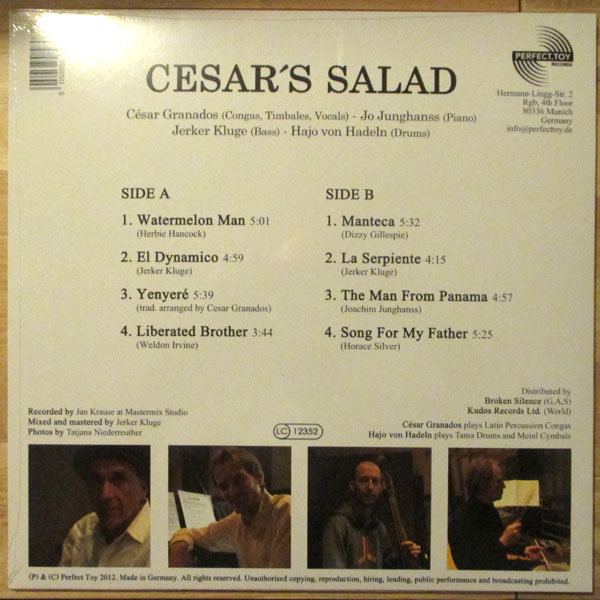 PERFECT.TOY
RECORDS
CESAR´S SALAD
Hermann-Lingg-Str. 2
Rgb, 4th Floor
80336 Munich
Germany
info@perfecttoy.de
César Granados (Congas, Timbales, Vocals) - Jo Junghanss (Piano)
Jerker Kluge (Bass) - Hajo von Hadeln (Drums)
SIDE A
1. Watermelon Man 5:01
(Herbie Hancock)
2. El Dynamico 4:59
(Jerker Kluge)
3. Yenyeré 5:39
(trad. arranged by Cesar Granados)
4. Liberated Brother 3:44
(Weldon Irvine)
SIDE B
1. Manteca 5:32
(Dizzy Gillespie)
2. La Serpiente 4:15
(Jerker Kluge)
3. The Man From Panama 4:57
(Joachim Junghanss)
4. Song For My Father 5:25
(Horace Silver)
Recorded by Jan Krause at Mastermix Studio
Mixed and mastered by Jerker Kluge
Photos by Tatjana Niederreuther
LC 12352
Distributed by
Broken Silence (G.A.S)
Kudos Records Ltd. (World)
César Granados plays Latin Percussion Congas
Hajo von Hadeln plays Tama Drums and Meinl Cymbals
(P) & (C) Perfect Toy 2012. Made in Germany. All rights reserved. Unauthorised copying, reproduction, hiring, lending, public performance and broadcasting prohibited.